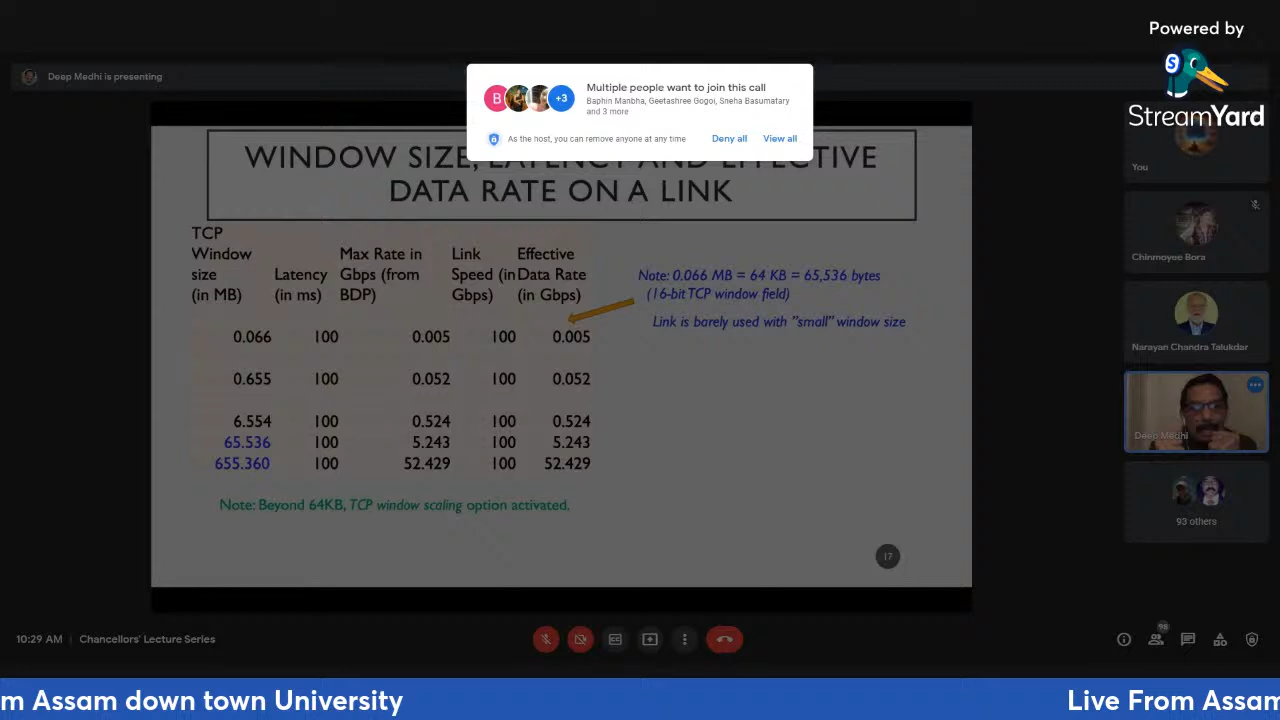 Powered by
StreamYard
Deep Medhi is presenting
B
+3
Multiple people want to join this call
Baphin Manbha, Geetashree Gogoi, Sneha Basumatary
and 3 more
As the host, you can remove anyone at any time
Deny all
View all
WINDOW SIZE, LATENCY AND EFFECTIVE
DATA RATE ON A LINK
TCP
Window
size
(in MB)
Latency
(in ms)
Max Rate in
Gbps (from
BDP)
Link
Speed (in
Gbps)
Effective
Data Rate
(in Gbps)
0.066 100 0.005 100 0.005
0.655 100 0.052 100 0.052
6.554 100 0.524 100 0.524
65.536 100 5.243 100 5.243
655.360 100 52.429 100 52.429
Note: 0.066 MB = 64 KB = 65,536 bytes
(16-bit TCP window field)
Link is barely used with ”small” window size
Note: Beyond 64KB, TCP window scaling option activated.
17
You
Chinmoyee Bora
Narayan Chandra Talukdar
Deep Medhi
93 others
10:29 AM | Chancellors' Lecture Series
98
m Assam down town University
Live From Assam